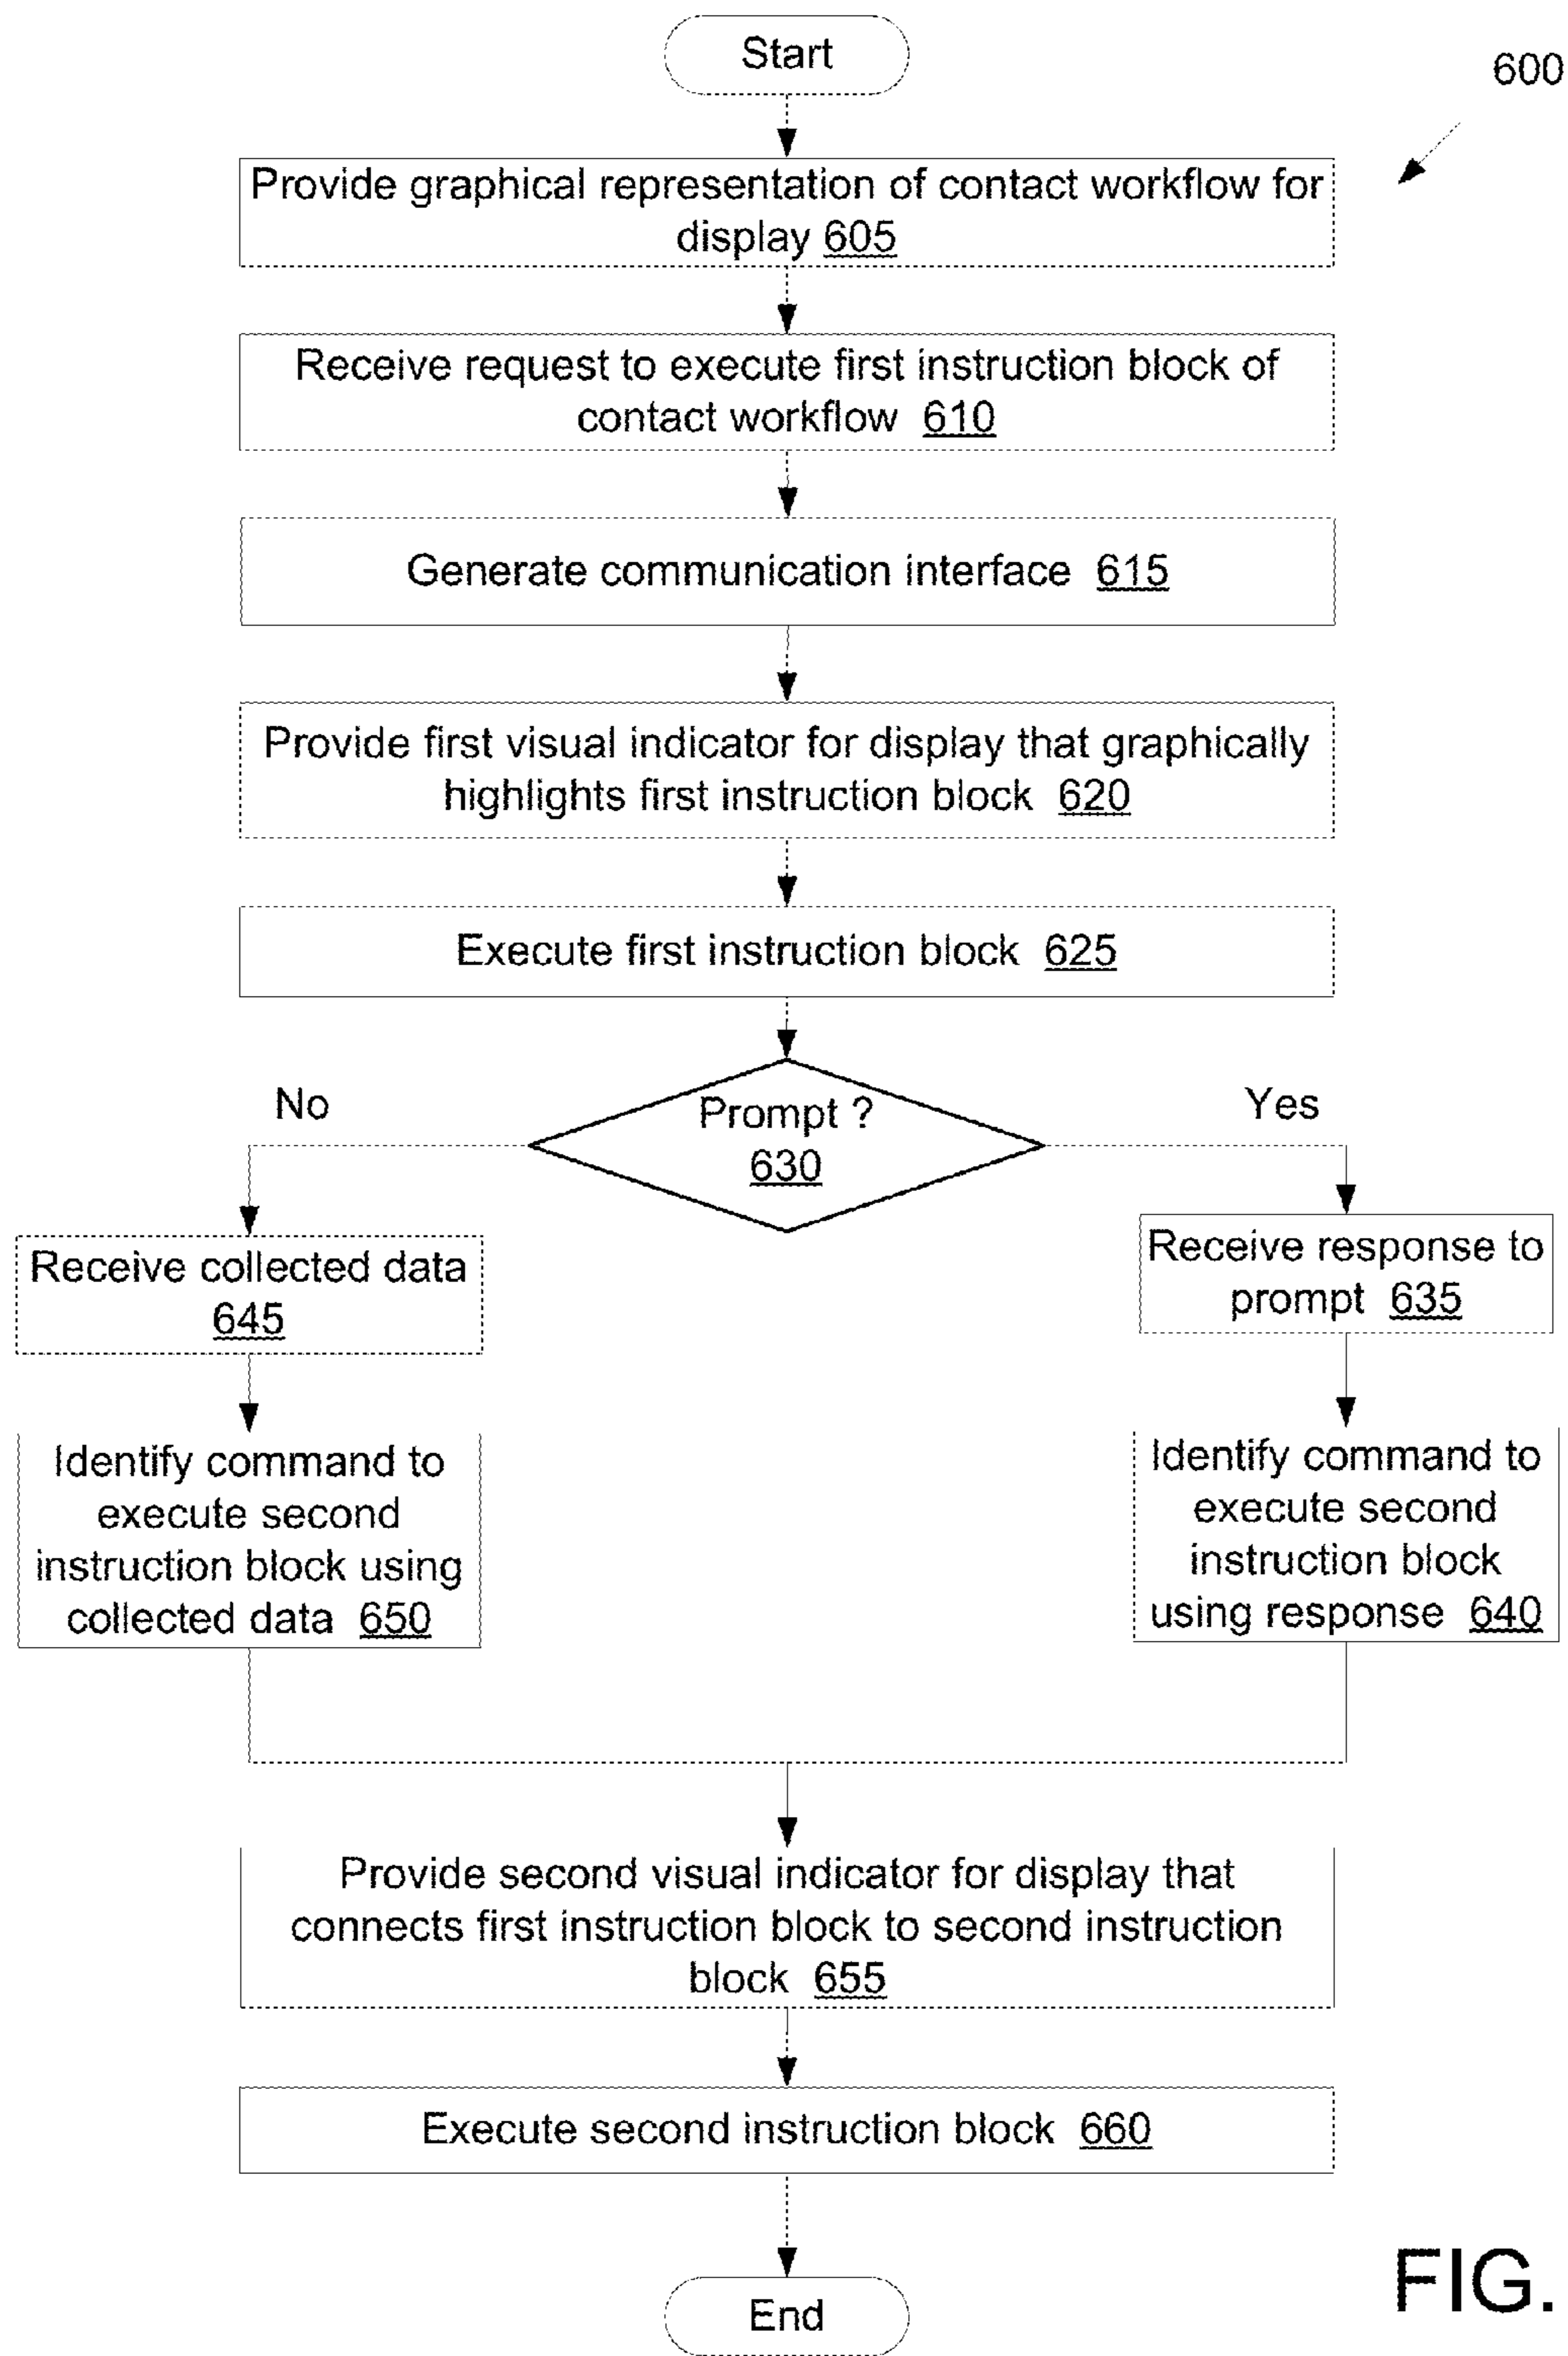 Start
600
Provide graphical representation of contact workflow for
display 605
Receive request to execute first instruction block of
contact workflow 610
Generate communication interface 615
Provide first visual indicator for display that graphically
highlights first instruction block 620
Execute first instruction block 625
Prompt ?
630
No
Yes
Receive collected data
645
Identify command to
execute second
instruction block using
collected data 650
Receive response to
prompt 635
Identify command to
execute second
instruction block
using response 640
Provide second visual indicator for display that
connects first instruction block to second instruction
block 655
Execute second instruction block 660
End
FIG.